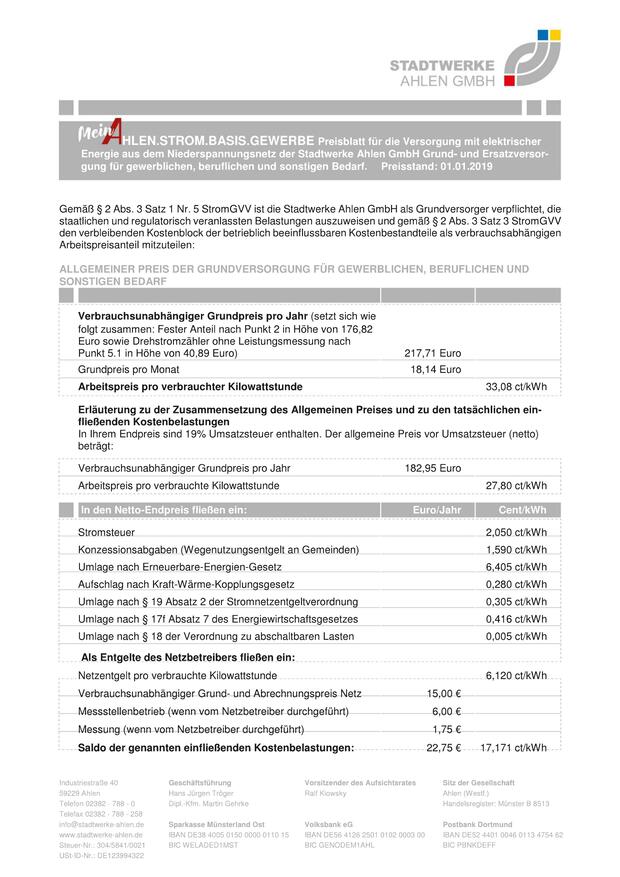 STADTWERKE
AHLEN GMBH
Mein AHLEN.STROM.BASIS.GEWERBE Preisblatt für die Versorgung mit elektrischer
Energie aus dem Niederspannungsnetz der Stadtwerke Ahlen GmbH Grund- und Ersatzversor-
gung für gewerblichen, beruflichen und sonstigen Bedarf. Preisstand: 01.01.2019
Gemäß § 2 Abs. 3 Satz 1 Nr. 5 StromGVV ist die Stadtwerke Ahlen GmbH als Grundversorger verpflichtet, die
staatlichen und regulatorisch veranlassten Belastungen auszuweisen und gemäß § 2 Abs. 3 Satz 3 StromGVV
den verbleibenden Kostenblock der betrieblich beeinflussbaren Kostenbestandteile als verbrauchsabhängigen
Arbeitspreisanteil mitzuteilen:
ALLGEMEINER PREIS DER GRUNDVERSORGUNG FÜR GEWERBLICHEN, BERUFLICHEN UND
SONSTIGEN BEDARF
Verbrauchsunabhängiger Grundpreis pro Jahr (setzt sich wie
folgt zusammen: Fester Anteil nach Punkt 2 in Höhe von 176,82
Euro sowie Drehstromzähler ohne Leistungsmessung nach
Punkt 5.1 in Höhe von 40,89 Euro) 217,71 Euro
Grundpreis pro Monat 18,14 Euro
Arbeitspreis pro verbrauchter Kilowattstunde 33,08 ct/kWh
Erläuterung zu der Zusammensetzung des Allgemeinen Preises und zu den tatsächlichen ein-
fließenden Kostenbelastungen
In Ihrem Endpreis sind 19% Umsatzsteuer enthalten. Der allgemeine Preis vor Umsatzsteuer (netto)
beträgt:
Verbrauchsunabhängiger Grundpreis pro Jahr 182,95 Euro
Arbeitspreis pro verbrauchte Kilowattstunde 27,80 ct/kWh
In den Netto-Endpreis fließen ein: Euro/Jahr Cent/kWh
Stromsteuer 2,050 ct/kWh
Konzessionsabgaben (Wegenutzungsentgelt an Gemeinden) 1,590 ct/kWh
Umlage nach Erneuerbare-Energien-Gesetz 6,405 ct/kWh
Aufschlag nach Kraft-Wärme-Kopplungsgesetz 0,280 ct/kWh
Umlage nach § 19 Absatz 2 der Stromnetzentgeltverordnung 0,305 ct/kWh
Umlage nach § 17f Absatz 7 des Energiewirtschaftsgesetzes 0,416 ct/kWh
Umlage nach § 18 der Verordnung zu abschaltbaren Lasten 0,005 ct/kWh
Als Entgelte des Netzbetreibers fließen ein:
Netzentgelt pro verbrauchte Kilowattstunde 6,120 ct/kWh
Verbrauchsunabhängiger Grund- und Abrechnungspreis Netz 15,00 €
Messstellenbetrieb (wenn vom Netzbetreiber durchgeführt) 6,00 €
Messung (wenn vom Netzbetreiber durchgeführt) 1,75 €
Saldo der genannten einfließenden Kostenbelastungen: 22,75 € 17,171 ct/kWh
Industriestraße 40 Geschäftsführung Vorsitzender des Aufsichtsrates Sitz der Gesellschaft
59229 Ahlen Hans Jürgen Tröger Ralf Kiowsky Ahlen (Westf.)
Telefon 02382 - 788 - 0 Dipl.-Kfm. Martin Gehrke Handelsregister: Münster B 8513
Telefax 02382 - 788 - 258
info@stadtwerke-ahlen.de Sparkasse Münsterland Ost Volksbank eG Postbank Dortmund
www.stadtwerke-ahlen.de IBAN DE38 4005 0150 0000 0110 15 IBAN DE56 4126 2501 0102 0003 00 IBAN DE52 4401 0046 0113 4754 62
Steuer-Nr.: 304/5841/0021 BIC WELADED1MST BIC GENODEM1AHL BIC PBNKDEFF
USt-ID-Nr.: DE123994322